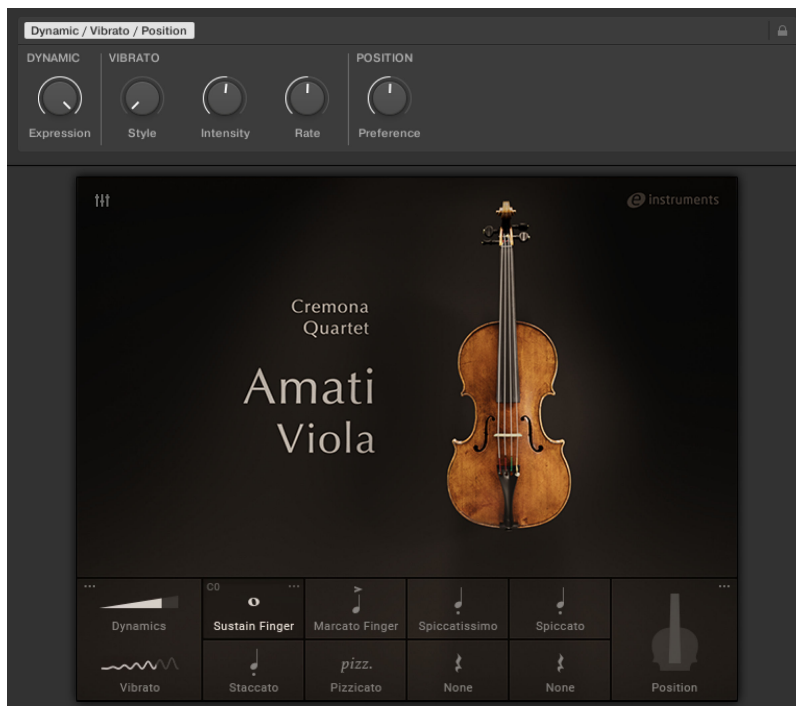 Dynamic / Vibrato / Position
DYNAMIC VIBRATO POSITION
Expression Style Intensity Rate Preference
e instruments
Cremona
Quartet
Amati
Viola
C0
Dynamics Sustain Finger Marcato Finger Spiccatissimo Spiccato
pizz.
Vibrato Staccato Pizzicato None None Position